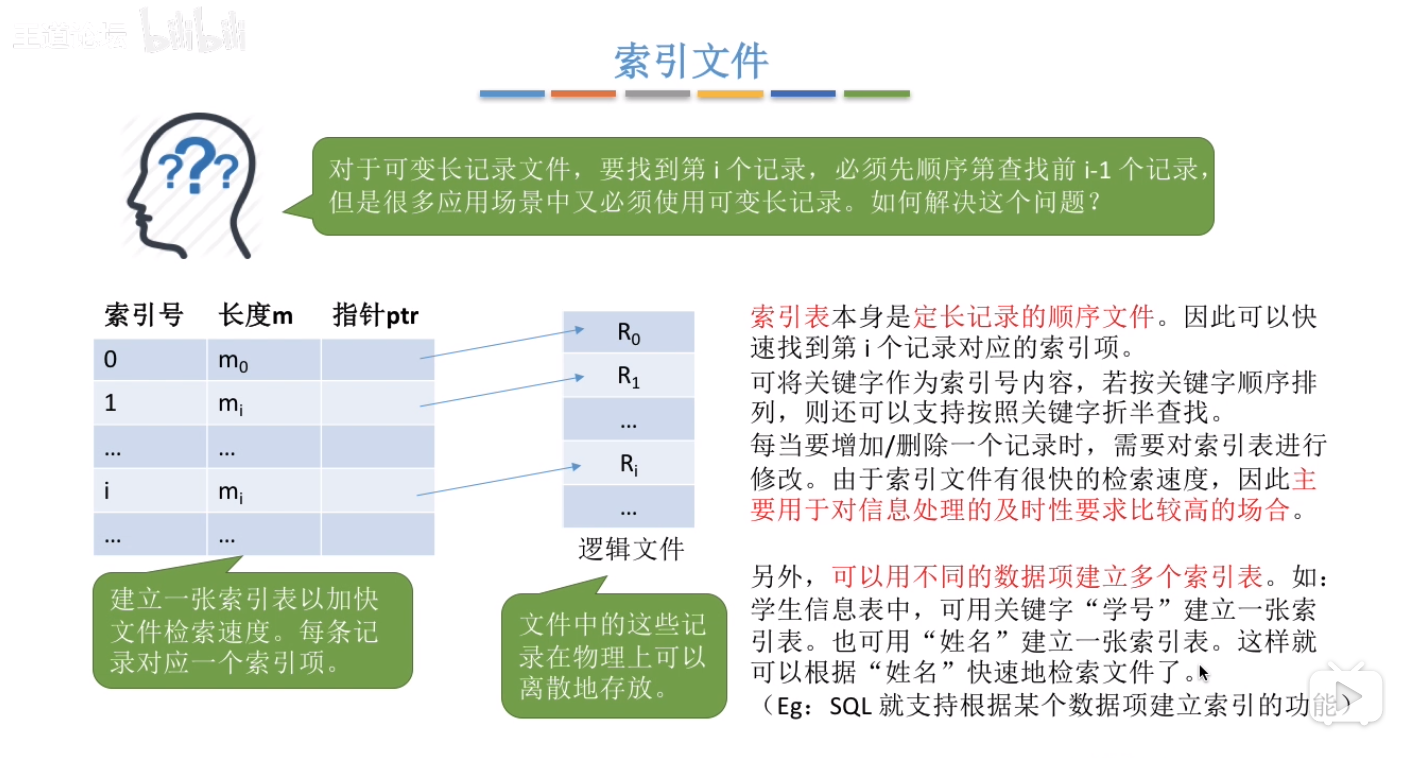 王道论坛 bilibili
索引文件
???
对于可变长记录文件，要找到第 i 个记录，必须先顺序第查找前 i-1 个记录，
但是很多应用场景中又必须使用可变长记录。如何解决这个问题？
索引号 长度m 指针ptr
0 m0
1 mi
... ...
i mi
... ...
R0
R1
...
Ri
...
逻辑文件
建立一张索引表以加快
文件检索速度。每条记
录对应一个索引项。
文件中的这些记
录在物理上可以
离散地存放。
索引表本身是定长记录的顺序文件。因此可以快
速找到第 i 个记录对应的索引项。
可将关键字作为索引号内容，若按关键字顺序排
列，则还可以支持按照关键字折半查找。
每当要增加/删除一个记录时，需要对索引表进行
修改。由于索引文件有很快的检索速度，因此主
要用于对信息处理的及时性要求比较高的场合。
另外，可以用不同的数据项建立多个索引表。如：
学生信息表中，可用关键字“学号”建立一张索
引表。也可用“姓名”建立一张索引表。这样就
可以根据“姓名”快速地检索文件了。
（Eg：SQL 就支持根据某个数据项建立索引的功能）